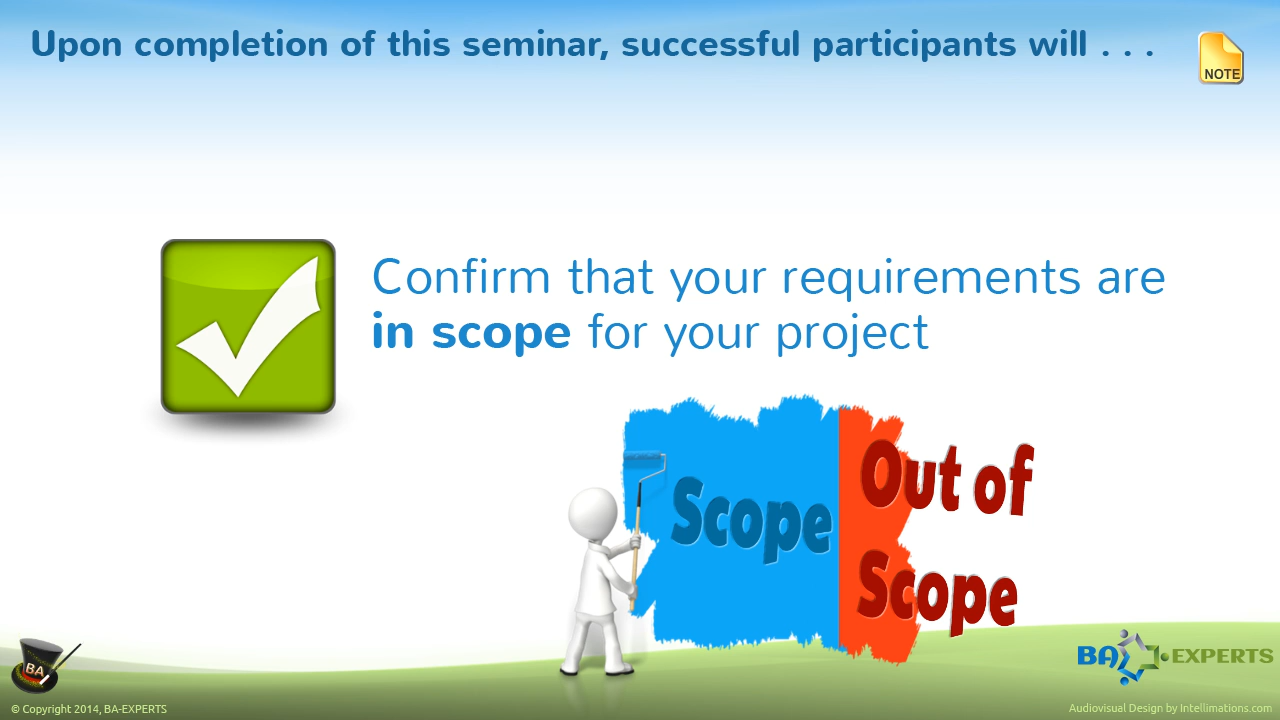 Upon completion of this seminar, successful participants will . . .
NOTE
Confirm that your requirements are
in scope for your project
Scope
Out of
Scope
BA
BA EXPERTS
© Copyright 2014, BA-EXPERTS
Audiovisual Design by Intellimations.com